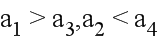 a₁ > a₃,a₂ < a₄